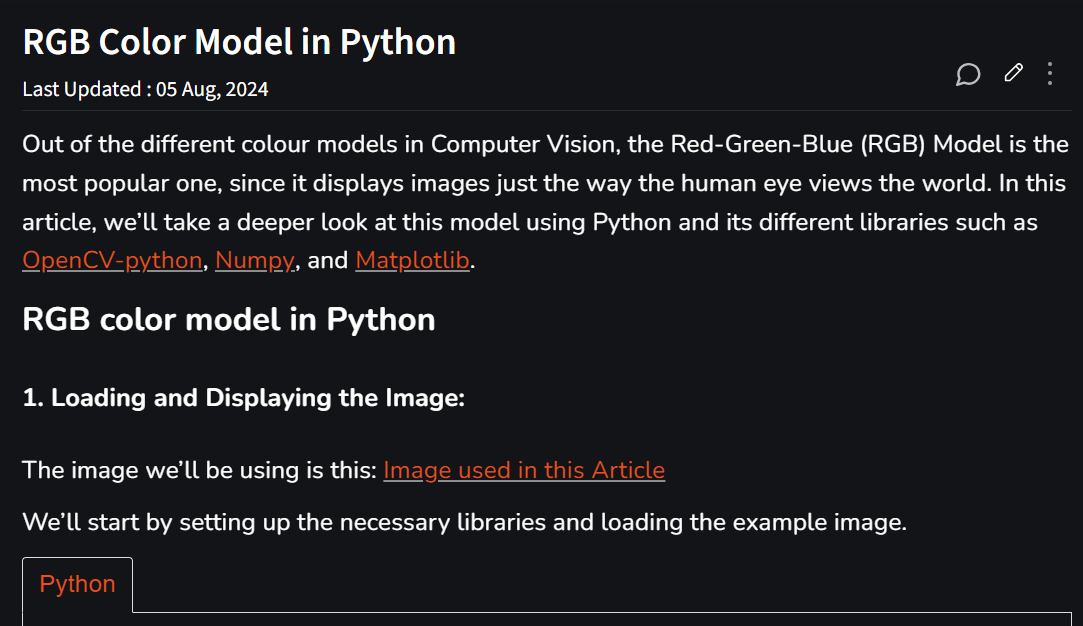 RGB Color Model in Python
Last Updated : 05 Aug, 2024
Out of the different colour models in Computer Vision, the Red-Green-Blue (RGB) Model is the
most popular one, since it displays images just the way the human eye views the world. In this
article, we’ll take a deeper look at this model using Python and its different libraries such as
OpenCV-python, Numpy, and Matplotlib.
RGB color model in Python
1. Loading and Displaying the Image:
The image we’ll be using is this: Image used in this Article
We’ll start by setting up the necessary libraries and loading the example image.
Python